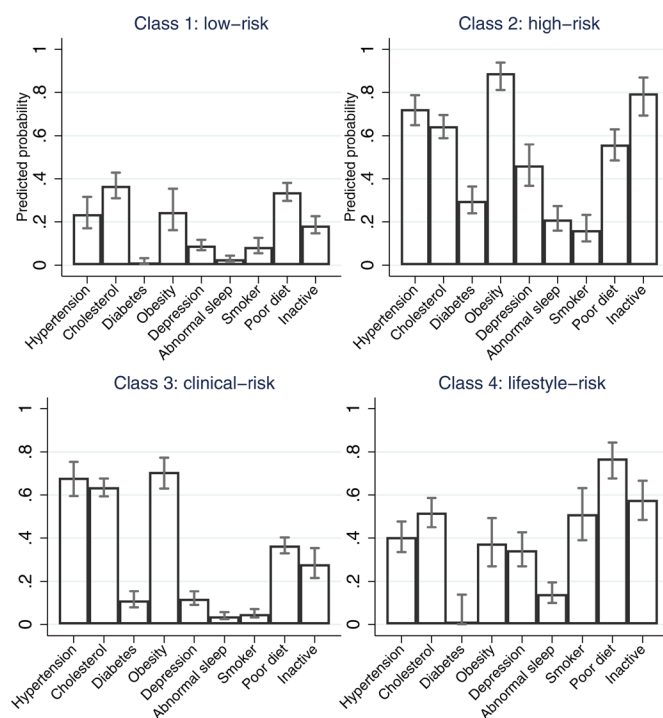 Class 1: low−risk
Predicted probability
1
.8
.6
.4
.2
0
Hypertension
Cholesterol
Diabetes
Obesity
Depression
Abnormal sleep
Smoker
Poor diet
Inactive
Class 2: high−risk
Predicted probability
1
.8
.6
.4
.2
0
Hypertension
Cholesterol
Diabetes
Obesity
Depression
Abnormal sleep
Smoker
Poor diet
Inactive
Class 3: clinical−risk
1
.8
.6
.4
.2
0
Hypertension
Cholesterol
Diabetes
Obesity
Depression
Abnormal sleep
Smoker
Poor diet
Inactive
Class 4: lifestyle−risk
1
.8
.6
.4
.2
0
Hypertension
Cholesterol
Diabetes
Obesity
Depression
Abnormal sleep
Smoker
Poor diet
Inactive